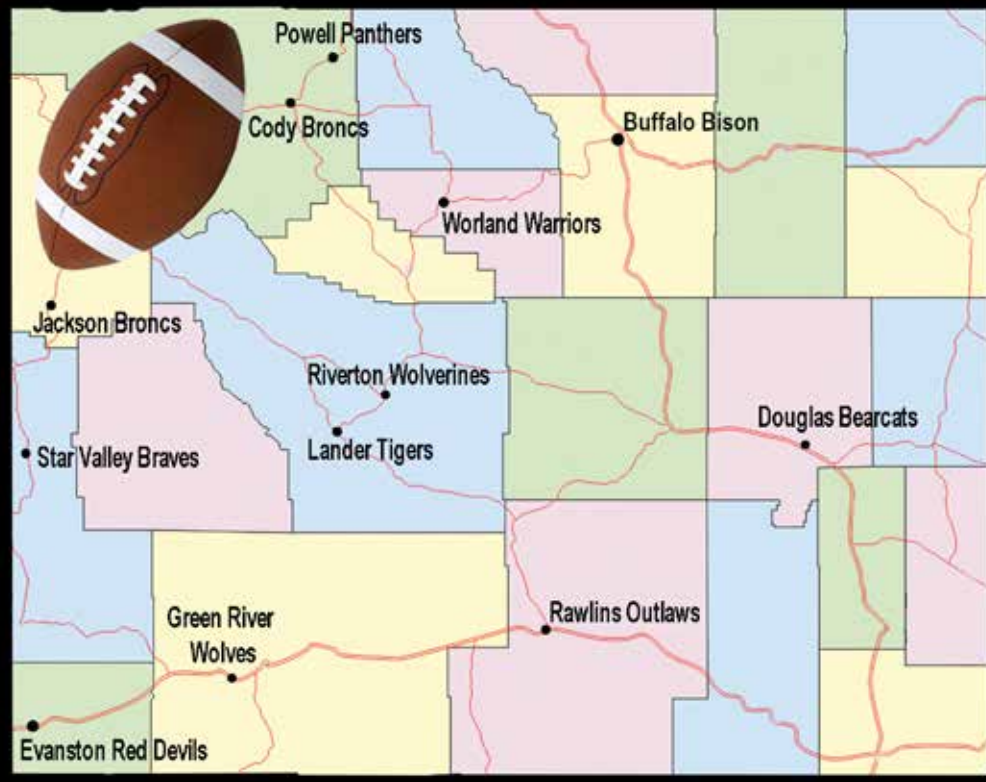 Powell Panthers
Cody Broncs
Buffalo Bison
Worland Warriors
Jackson Broncs
Riverton Wolverines
Douglas Bearcats
Lander Tigers
Star Valley Braves
Green River
Wolves
Rawlins Outlaws
Evanston Red Devils